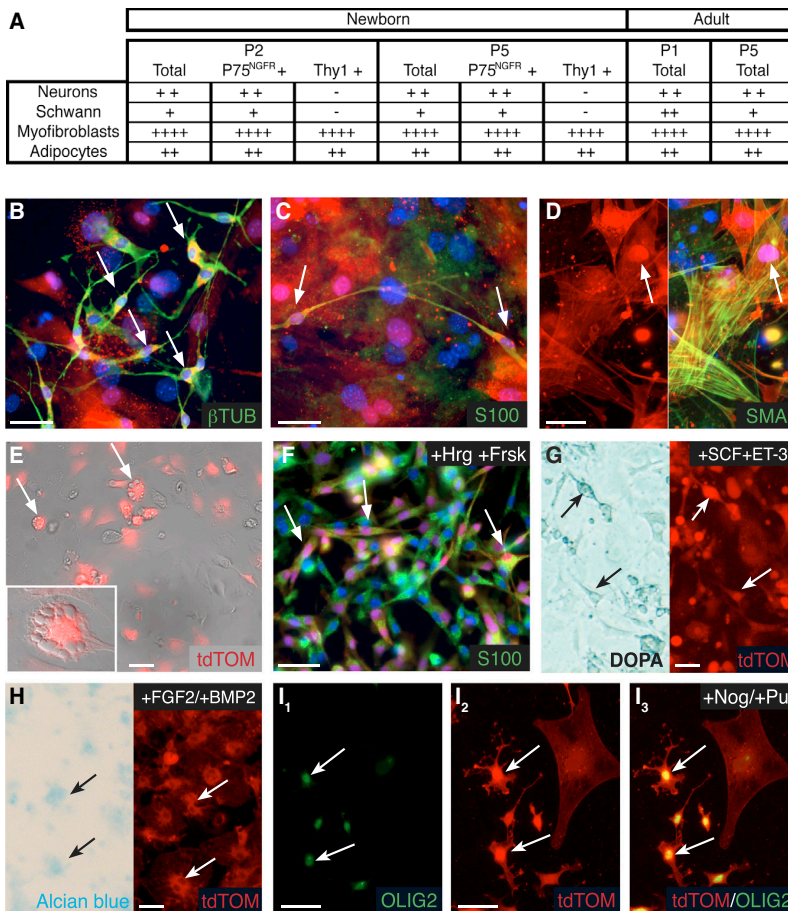 A
Newborn Adult
P2 P5 P1 P5
Total P75NGFR + Thy1 + Total P75NGFR + Thy1 + Total Total
Neurons + + + + - + + + + - + + + +
Schwann + + - + + - ++ +
Myofibroblasts ++++ ++++ ++++ ++++ ++++ ++++ ++++ ++++
Adipocytes ++ ++ ++ ++ ++ ++ ++ ++
B C D
βTUB S100 SMA
E F +Hrg +Frsk G +SCF+ET-3
tdTOM S100 DOPA tdTOM
H +FGF2/+BMP2 I1 I2 I3 +Nog/+Pu
Alcian blue tdTOM OLIG2 tdTOM tdTOM/OLIG2